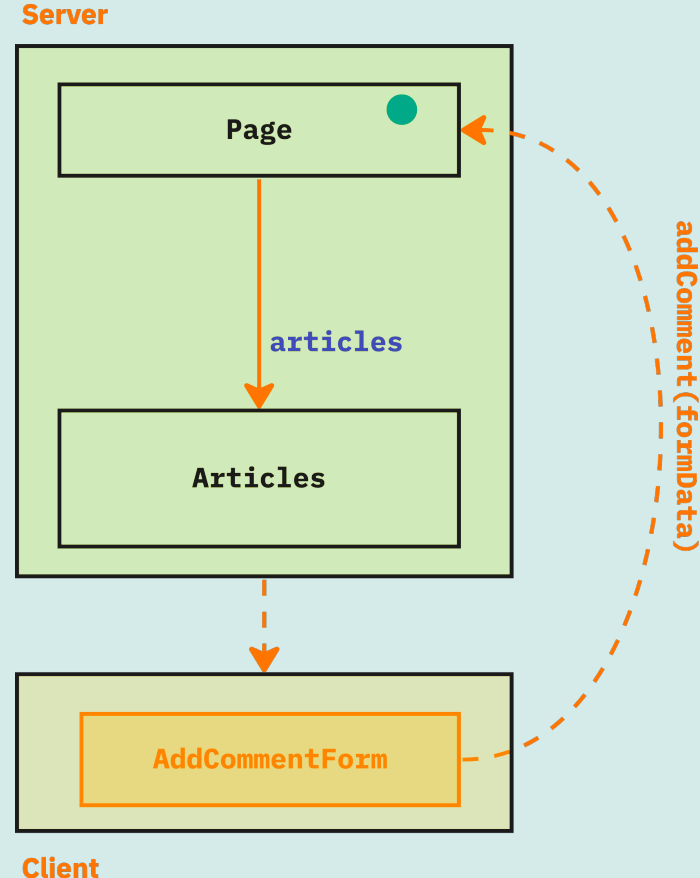 Server
Page
articles
Articles
addComment(formData)
AddCommentForm
Client